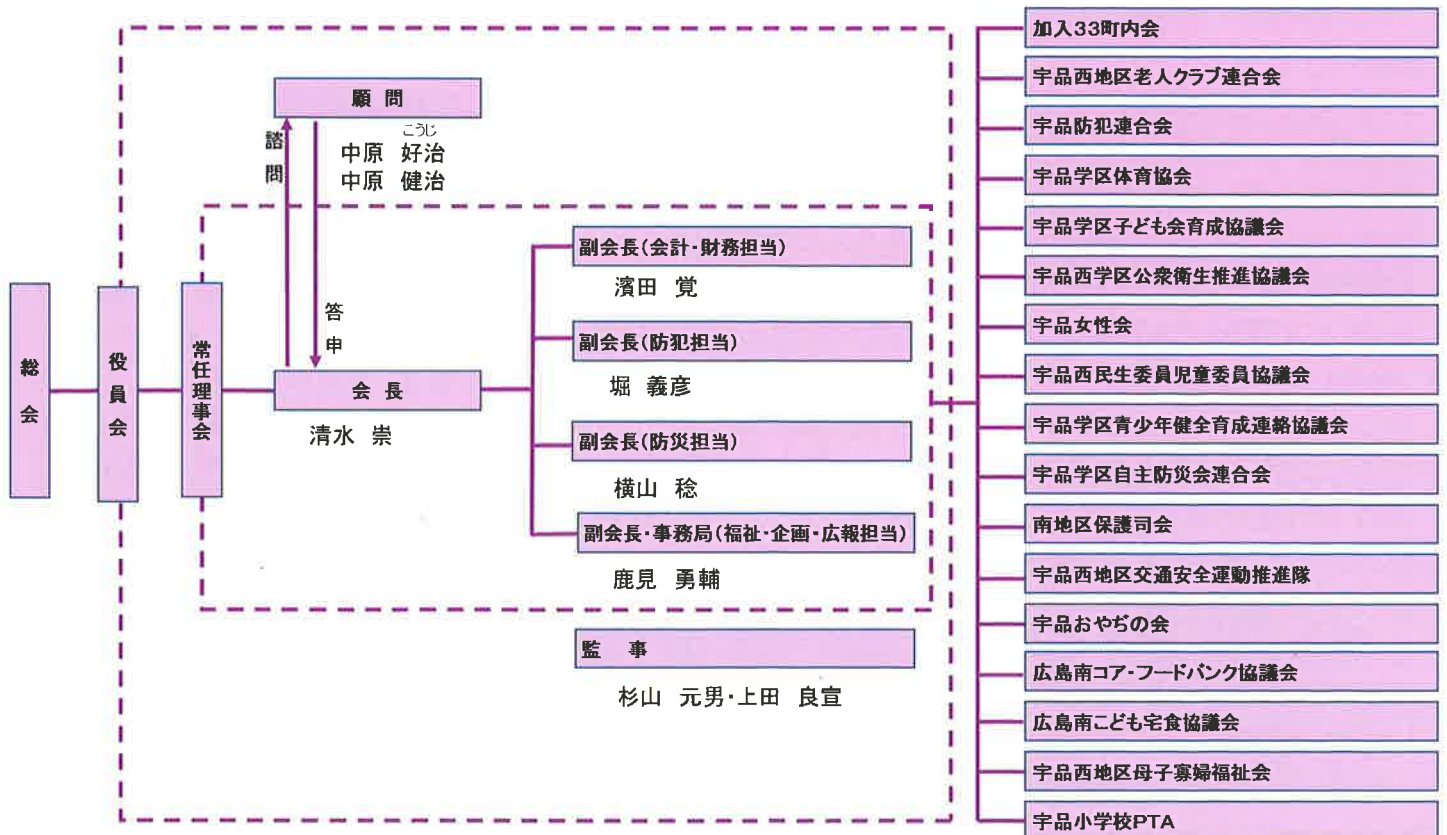 総会
役員会
常任理事会
顧 問
こうじ
中原 好治
中原 健治
諮問
答申
会 長
清水 崇
副会長(会計・財務担当)
濱田 覚
副会長(防犯担当)
堀 義彦
副会長(防災担当)
横山 稔
副会長・事務局(福祉・企画・広報担当)
鹿見 勇輔
監 事
杉山 元男・上田 良宣
加入33町内会
宇品西地区老人クラブ連合会
宇品防犯連合会
宇品学区体育協会
宇品学区子ども会育成協議会
宇品西学区公衆衛生推進協議会
宇品女性会
宇品西民生委員児童委員協議会
宇品学区青少年健全育成連絡協議会
宇品学区自主防災会連合会
南地区保護司会
宇品西地区交通安全運動推進隊
宇品おやぢの会
広島南コア・フードバンク協議会
広島南こども宅食協議会
宇品西地区母子寡婦福祉会
宇品小学校PTA